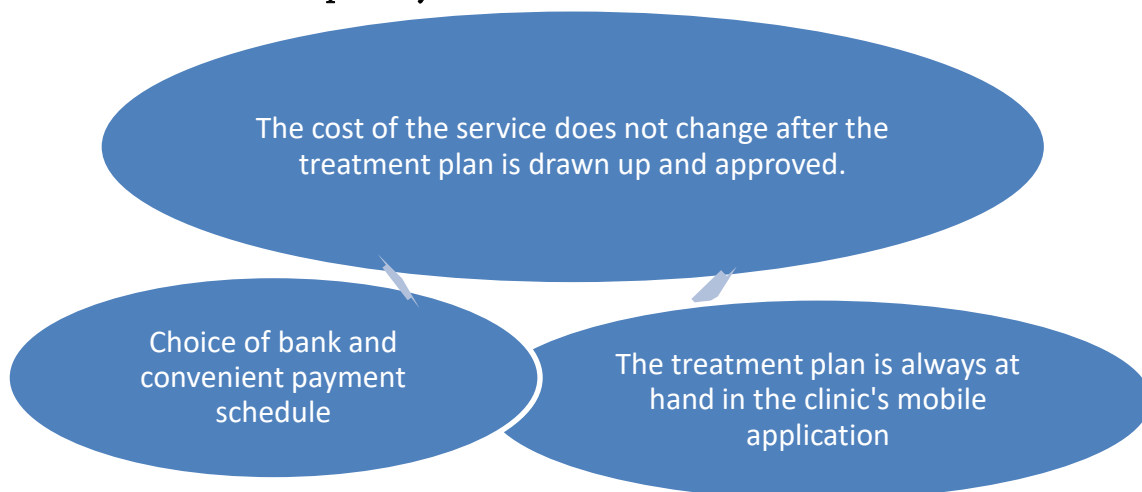 The cost of the service does not change after the
treatment plan is drawn up and approved.
Choice of bank and
convenient payment
schedule
The treatment plan is always at
hand in the clinic's mobile
application